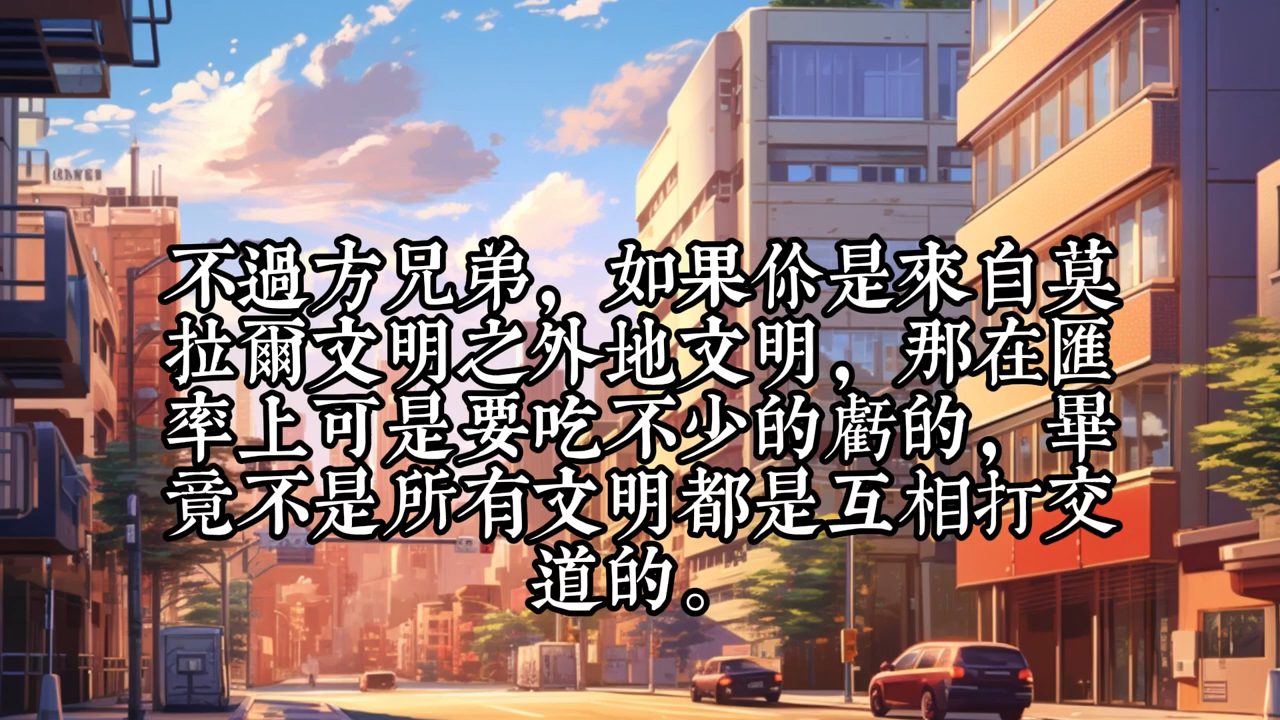 不過方兄弟，如果你是來自莫
拉爾文明之外地文明，那在匯
率上可是要吃不少的虧的，畢
竟不是所有文明都是互相打交
道的。